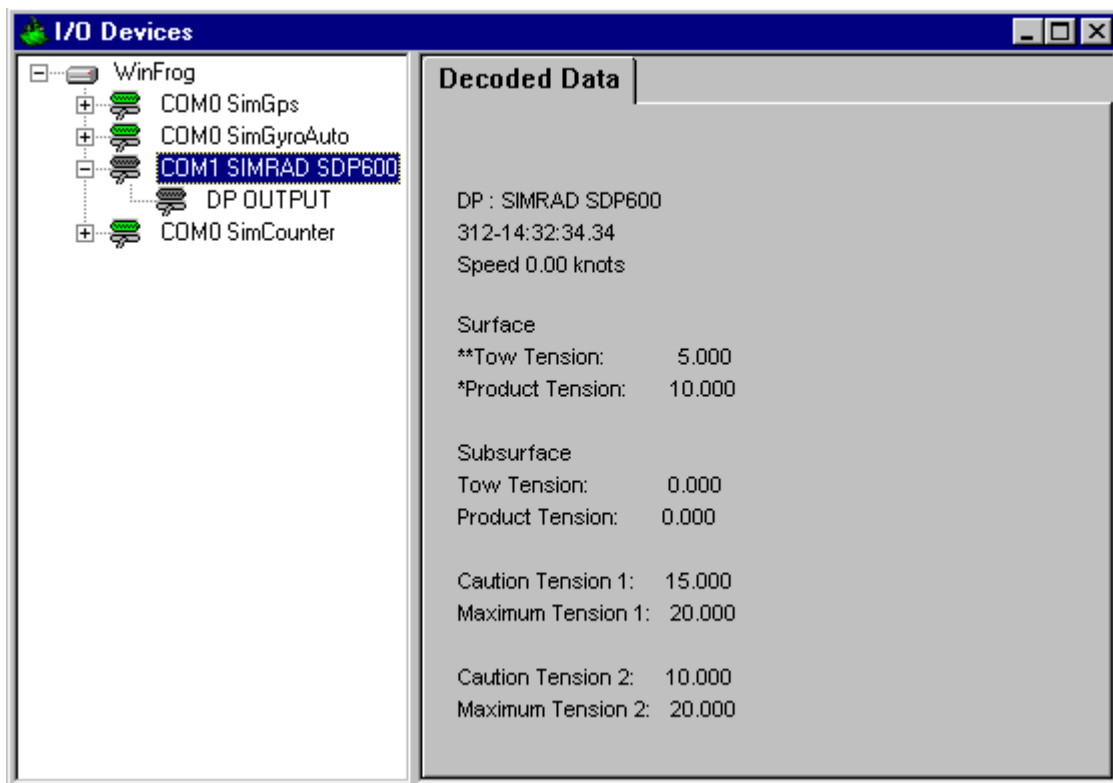 I/O Devices
WinFrog
COM0 SimGps
COM0 SimGyroAuto
COM1 SIMRAD SDP600
DP OUTPUT
COM0 SimCounter
Decoded Data
DP : SIMRAD SDP600
312-14:32:34.34
Speed 0.00 knots
Surface
**Tow Tension: 5.000
*Product Tension: 10.000
Subsurface
Tow Tension: 0.000
Product Tension: 0.000
Caution Tension 1: 15.000
Maximum Tension 1: 20.000
Caution Tension 2: 10.000
Maximum Tension 2: 20.000